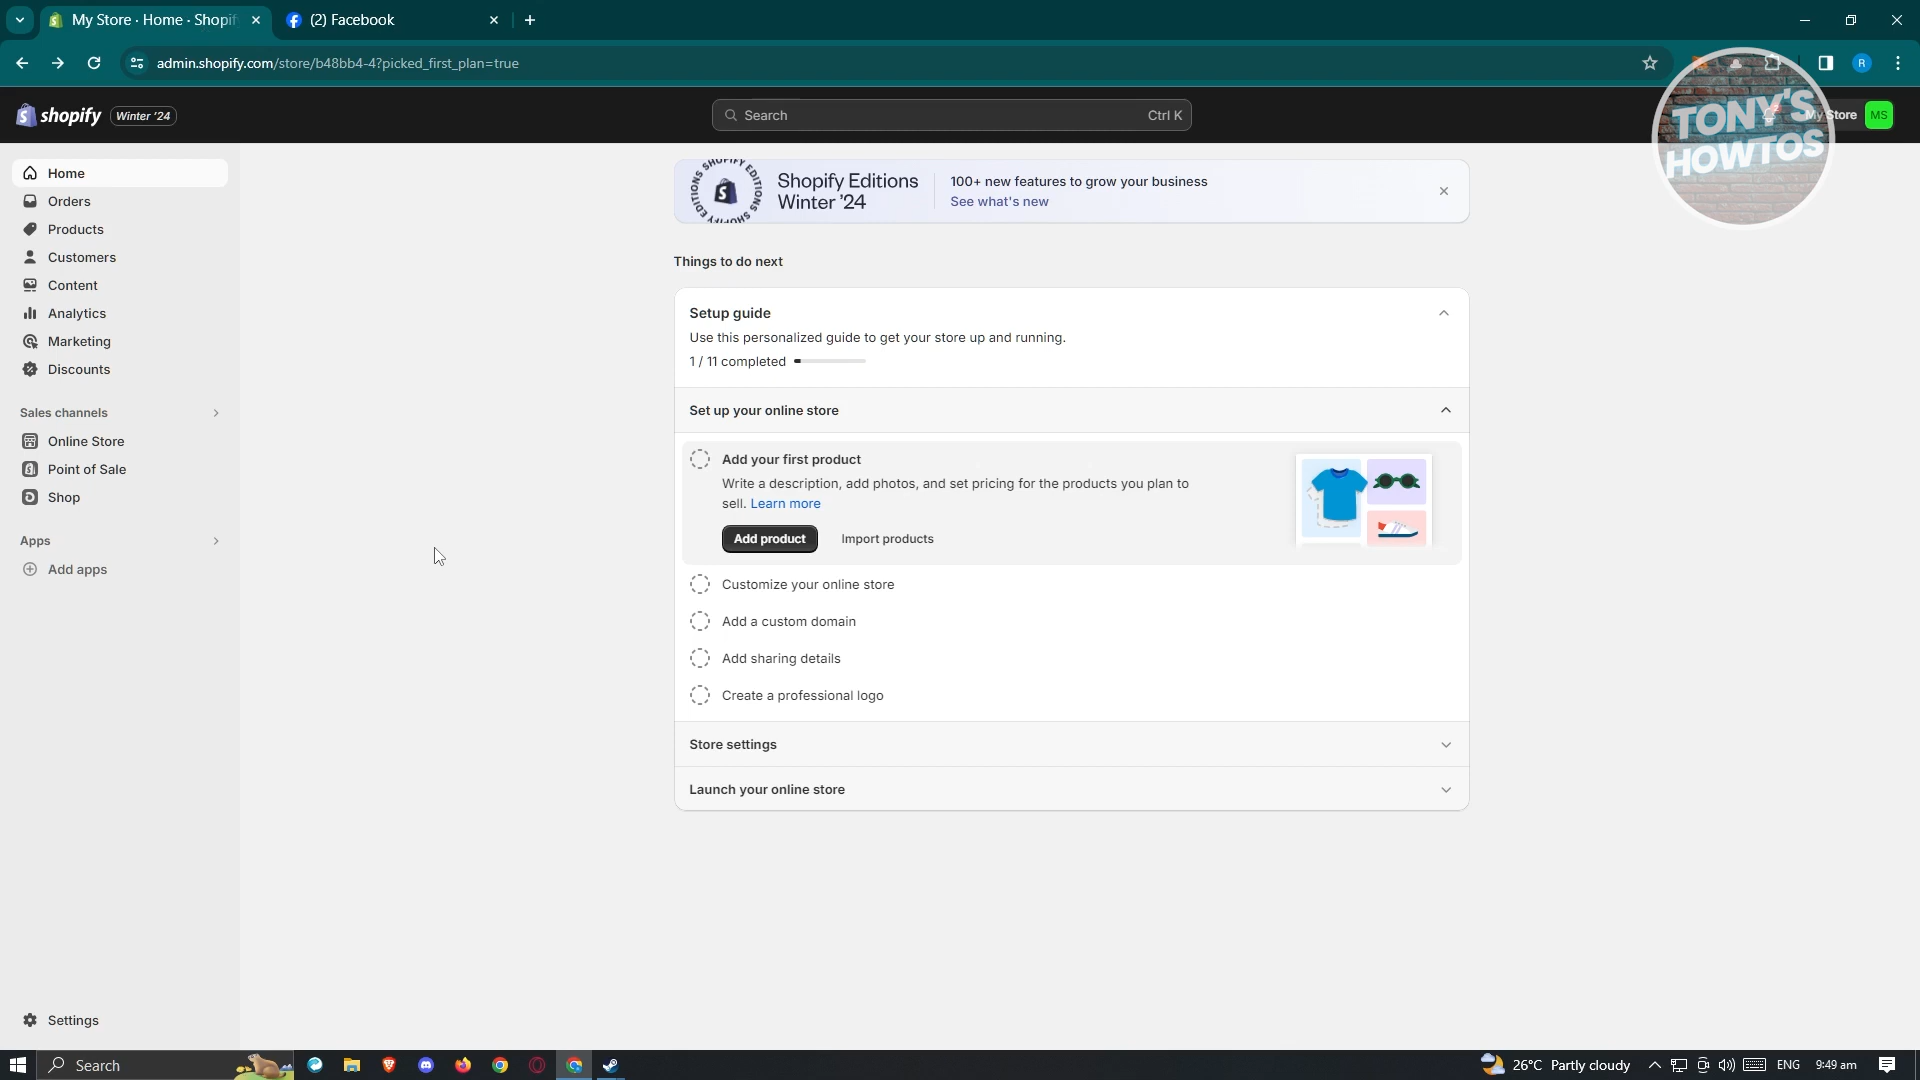 My Store · Home · Shopif
(2) Facebook
admin.shopify.com/store/b48bb4-4?picked_first_plan=true
R
shopify
Winter '24
Search
Ctrl K
My Store
MS
TONY'S
HOWTOS
Home
Orders
Products
Customers
Content
Analytics
Marketing
Discounts
Sales channels
Online Store
Point of Sale
Shop
Apps
Add apps
Settings
SHOPIFY EDITIONS
Shopify Editions
Winter '24
100+ new features to grow your business
See what's new
Things to do next
Setup guide
Use this personalized guide to get your store up and running.
1 / 11 completed
Set up your online store
Add your first product
Write a description, add photos, and set pricing for the products you plan to
sell. Learn more
Add product
Import products
Customize your online store
Add a custom domain
Add sharing details
Create a professional logo
Store settings
Launch your online store
Search
26°C Partly cloudy
ENG
9:49 am